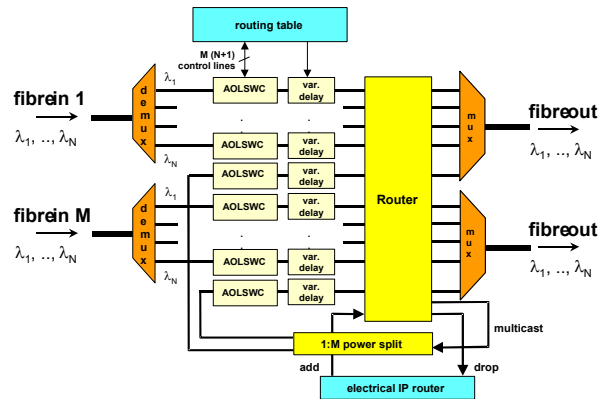 routing table
M (N+1)
control lines
λ1
AOLSWC
var.
delay
fibrein 1
λ1, .., λN
demux
λN
AOLSWC
var.
delay
mux
fibreout
λ1, .., λN
AOLSWC
var.
delay
Router
fibrein M
λ1, .., λN
demux
λ1
AOLSWC
var.
delay
mux
fibreout
λ1, .., λN
λN
AOLSWC
var.
delay
AOLSWC
var.
delay
multicast
1:M power split
add
drop
electrical IP router